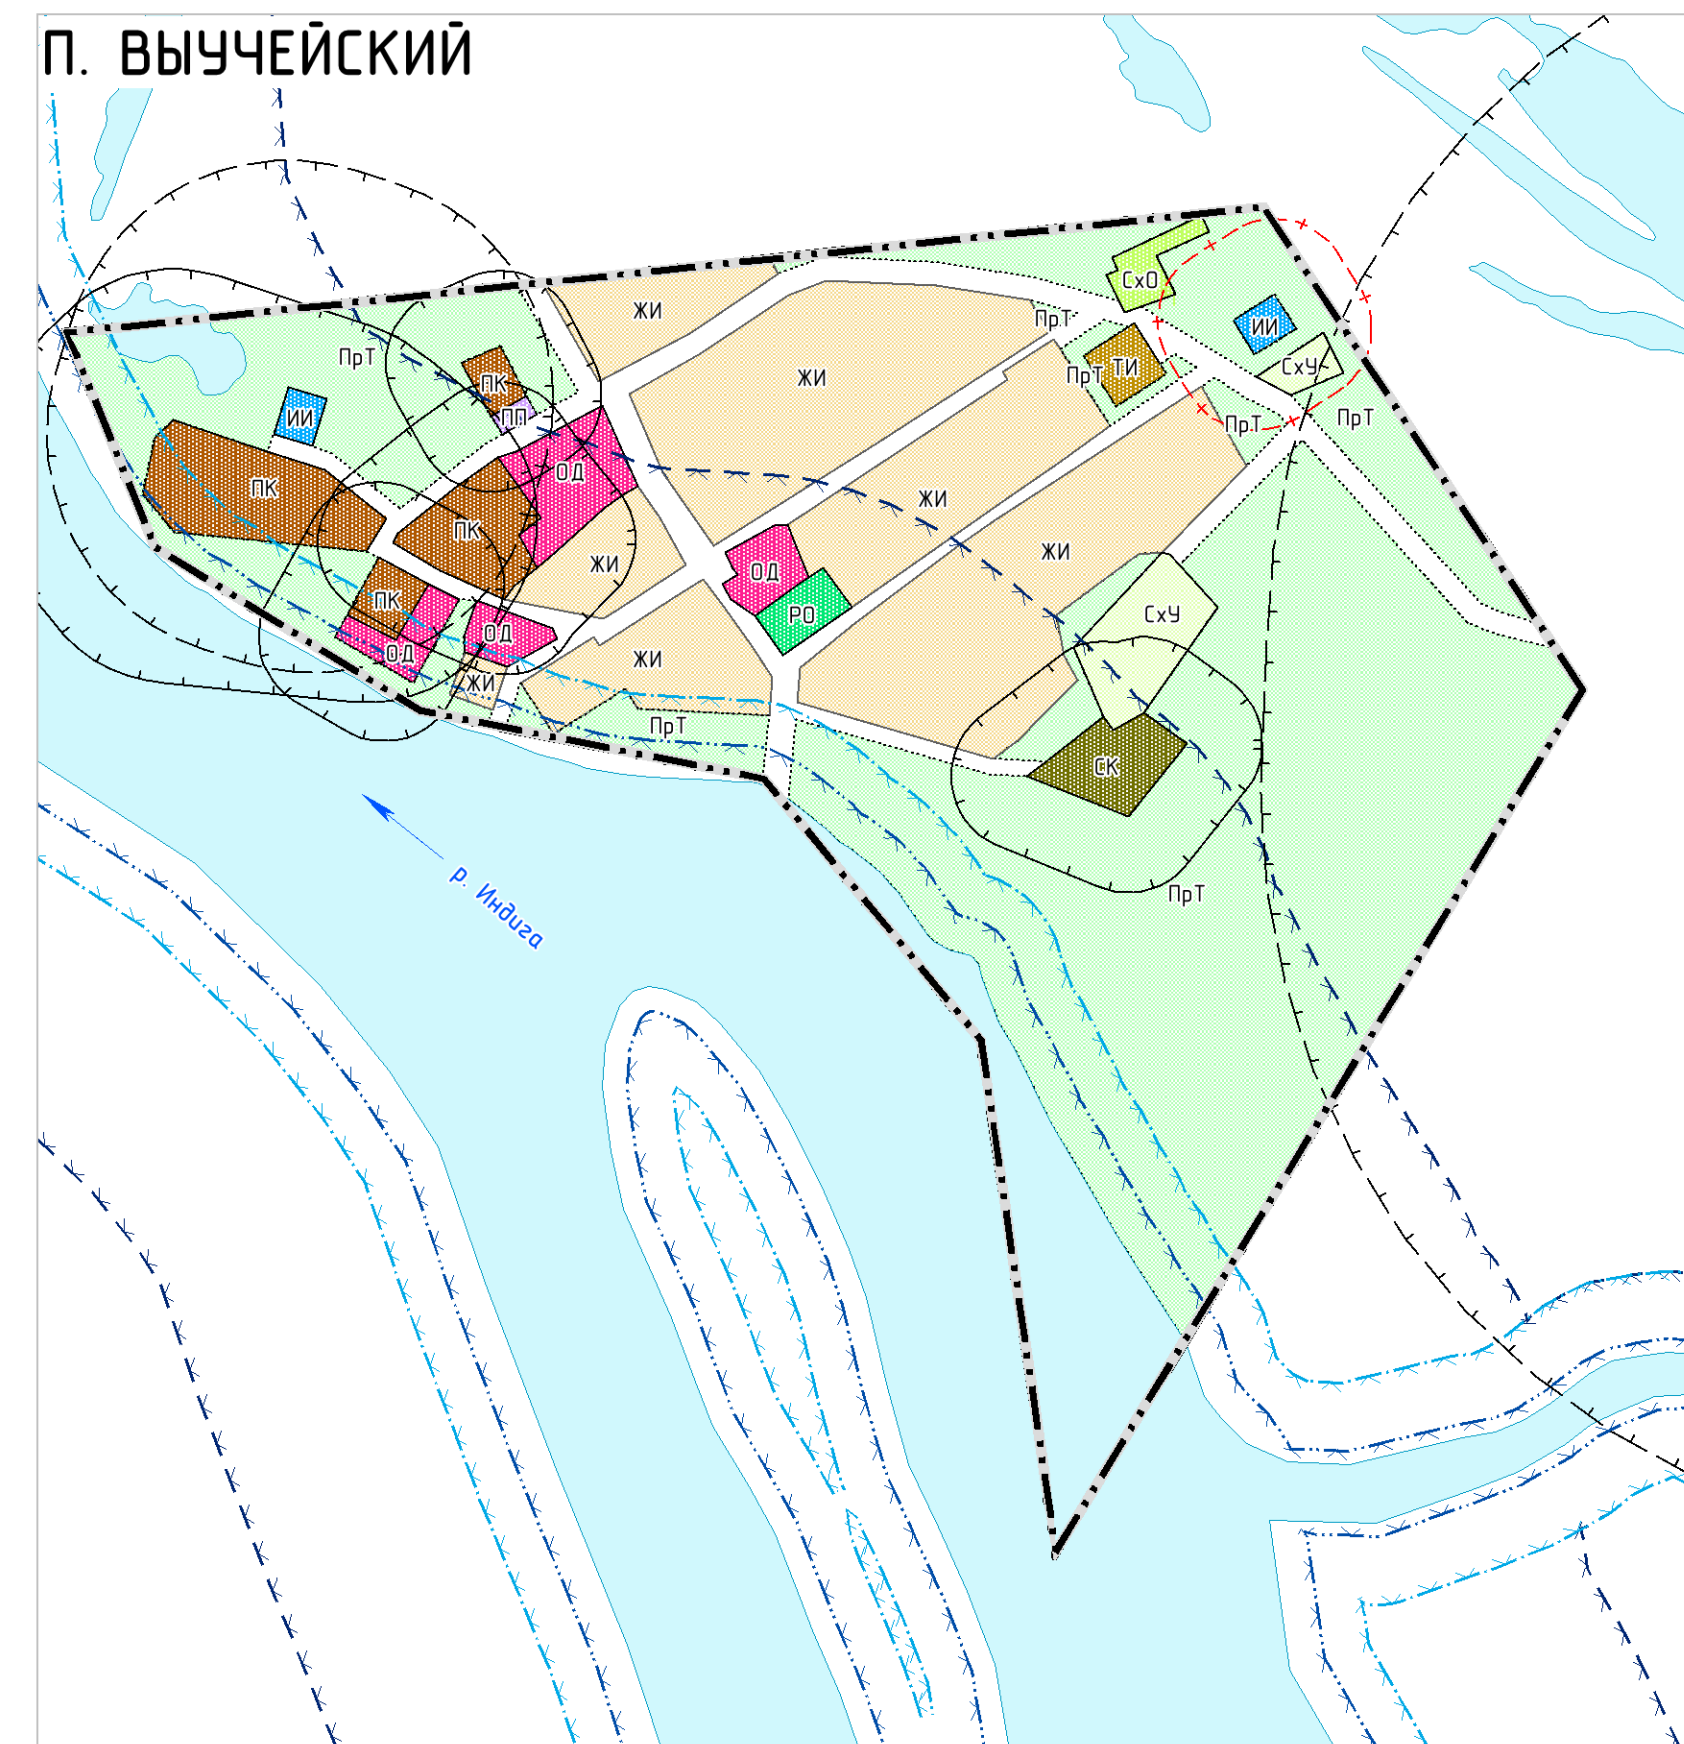 П. ВЫУЧЕЙСКИЙ
СхО
ЖИ
ПрТ
ИИ
ПрТ
ТИ
СхУ
ПК
ЖИ
ПрТ
ИИ
ПП
ПрТ
ПрТ
ОД
ПК
ЖИ
ПК
ЖИ
ЖИ
ОД
ПК
РО
СхУ
ОД
ОД
ЖИ
ЖИ
ПрТ
СК
ПрТ
р. Индига